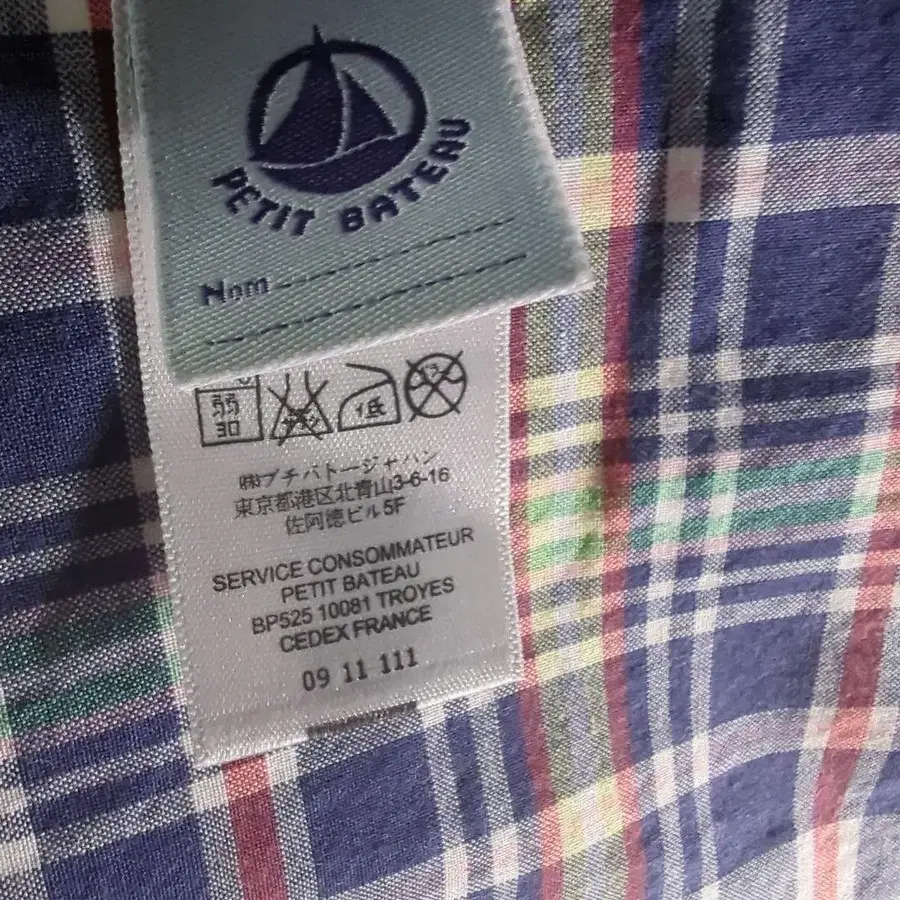 PETIT BATEAU
Nom
弱
30
低
㈱プチバトージャパン
東京都港区北青山3-6-16
佐阿徳ビル5F
SERVICE CONSOMMATEUR
PETIT BATEAU
BP525 10081 TROYES
CEDEX FRANCE
09 11 111